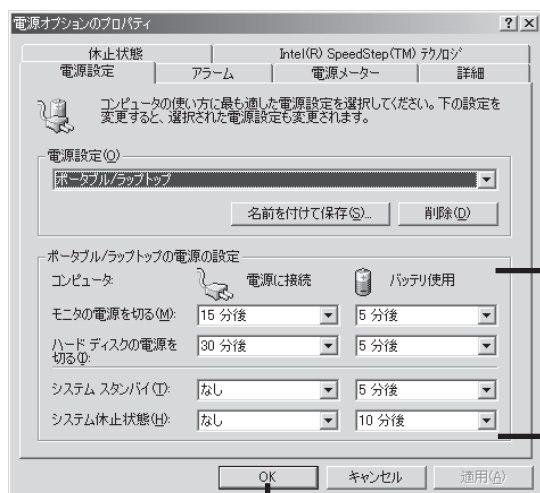 電源オプションのプロパティ
? ×
休止状態 Intel(R) SpeedStep(TM) テクノロジ
電源設定 アラーム 電源メーター 詳細
コンピュータの使い方に最も適した電源設定を選択してください。下の設定を
変更すると、選択された電源設定も変更されます。
電源設定(O)
ポータブル/ラップトップ
名前を付けて保存(S)... 削除(D)
ポータブル/ラップトップの電源の設定
コンピュータ: 電源に接続 バッテリ使用
モニタの電源を切る(M): 15 分後 5 分後
ハード ディスクの電源を
切る(I): 30 分後 5 分後
システム スタンバイ(T): なし 5 分後
システム休止状態(H): なし 10 分後
OK キャンセル 適用(A)